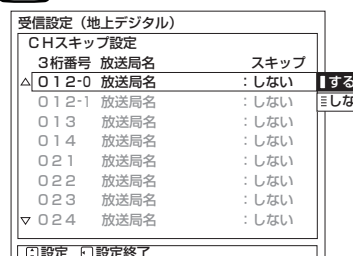 受信設定（地上デジタル）
CHスキップ設定
3桁番号 放送局名 スキップ
012-0 放送局名 ：しない
する
012-1 放送局名 ：しない
しな
013 放送局名 ：しない
014 放送局名 ：しない
021 放送局名 ：しない
022 放送局名 ：しない
023 放送局名 ：しない
024 放送局名 ：しない
設定 設定終了